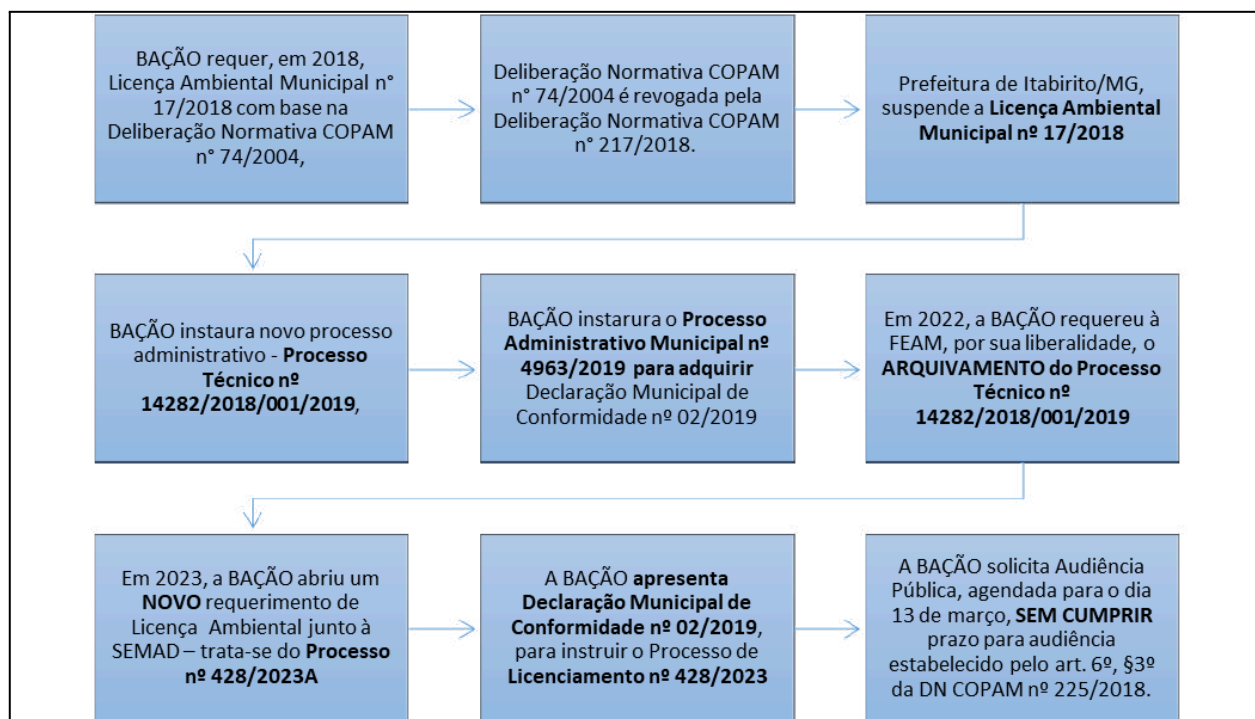 BAÇÃO requer, em 2018,
Licença Ambiental Municipal n°
17/2018 com base na
Deliberação Normativa COPAM
n° 74/2004,
Deliberação Normativa COPAM
n° 74/2004 é revogada pela
Deliberação Normativa COPAM
n° 217/2018.
Prefeitura de Itabirito/MG,
suspende a Licença Ambiental
Municipal nº 17/2018
BAÇÃO instaura novo processo
administrativo - Processo
Técnico nº
14282/2018/001/2019,
BAÇÃO instarura o Processo
Administrativo Municipal nº
4963/2019 para adquirir
Declaração Municipal de
Conformidade nº 02/2019
Em 2022, a BAÇÃO requereu à
FEAM, por sua liberalidade, o
ARQUIVAMENTO do Processo
Técnico nº
14282/2018/001/2019
Em 2023, a BAÇÃO abriu um
NOVO requerimento de
Licença Ambiental junto à
SEMAD – trata-se do Processo
nº 428/2023A
A BAÇÃO apresenta
Declaração Municipal de
Conformidade nº 02/2019,
para instruir o Processo de
Licenciamento nº 428/2023
A BAÇÃO solicita Audiência
Pública, agendada para o dia
13 de março, SEM CUMPRIR
prazo para audiência
estabelecido pelo art. 6º, §3º
da DN COPAM nº 225/2018.